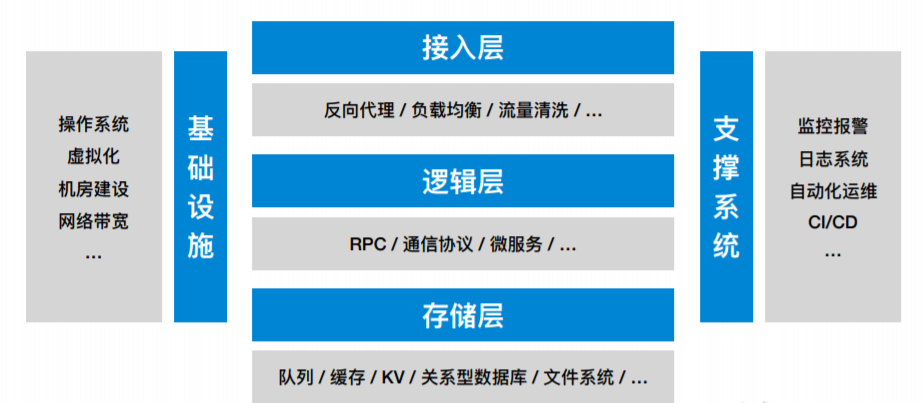 接入层
反向代理 / 负载均衡 / 流量清洗 / ...
操作系统
虚拟化
机房建设
网络带宽
...
基础设施
逻辑层
RPC / 通信协议 / 微服务 / ...
支撑系统
监控报警
日志系统
自动化运维
CI/CD
...
存储层
队列 / 缓存 / KV / 关系型数据库 / 文件系统 / ...